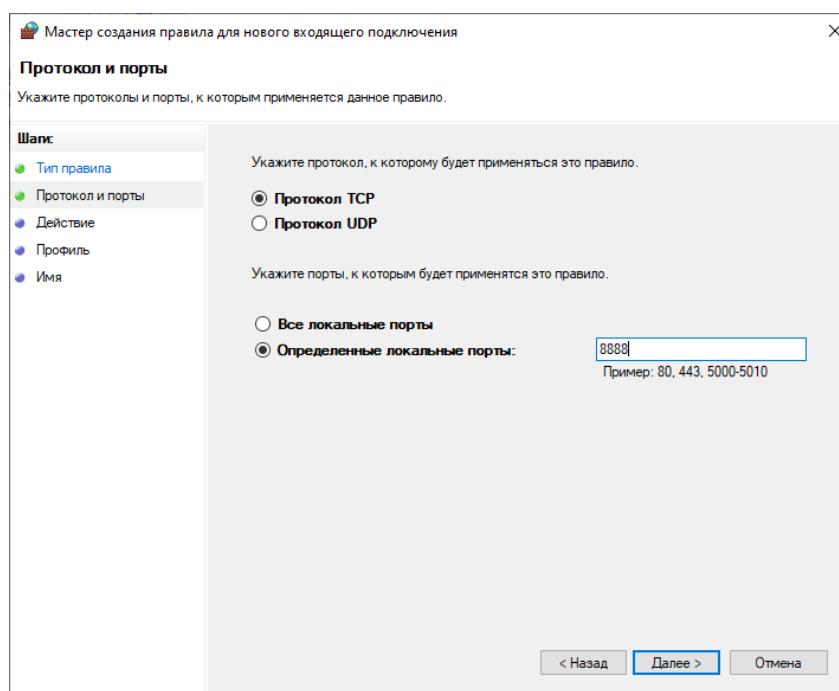 Мастер создания правила для нового входящего подключения
Протокол и порты
Укажите протоколы и порты, к которым применяется данное правило.
Шаги:
Тип правила
Протокол и порты
Действие
Профиль
Имя
Укажите протокол, к которому будет применяться это правило.
Протокол TCP
Протокол UDP
Укажите порты, к которым будет применятся это правило.
Все локальные порты
Определенные локальные порты: 8888
Пример: 80, 443, 5000-5010
< Назад Далее > Отмена